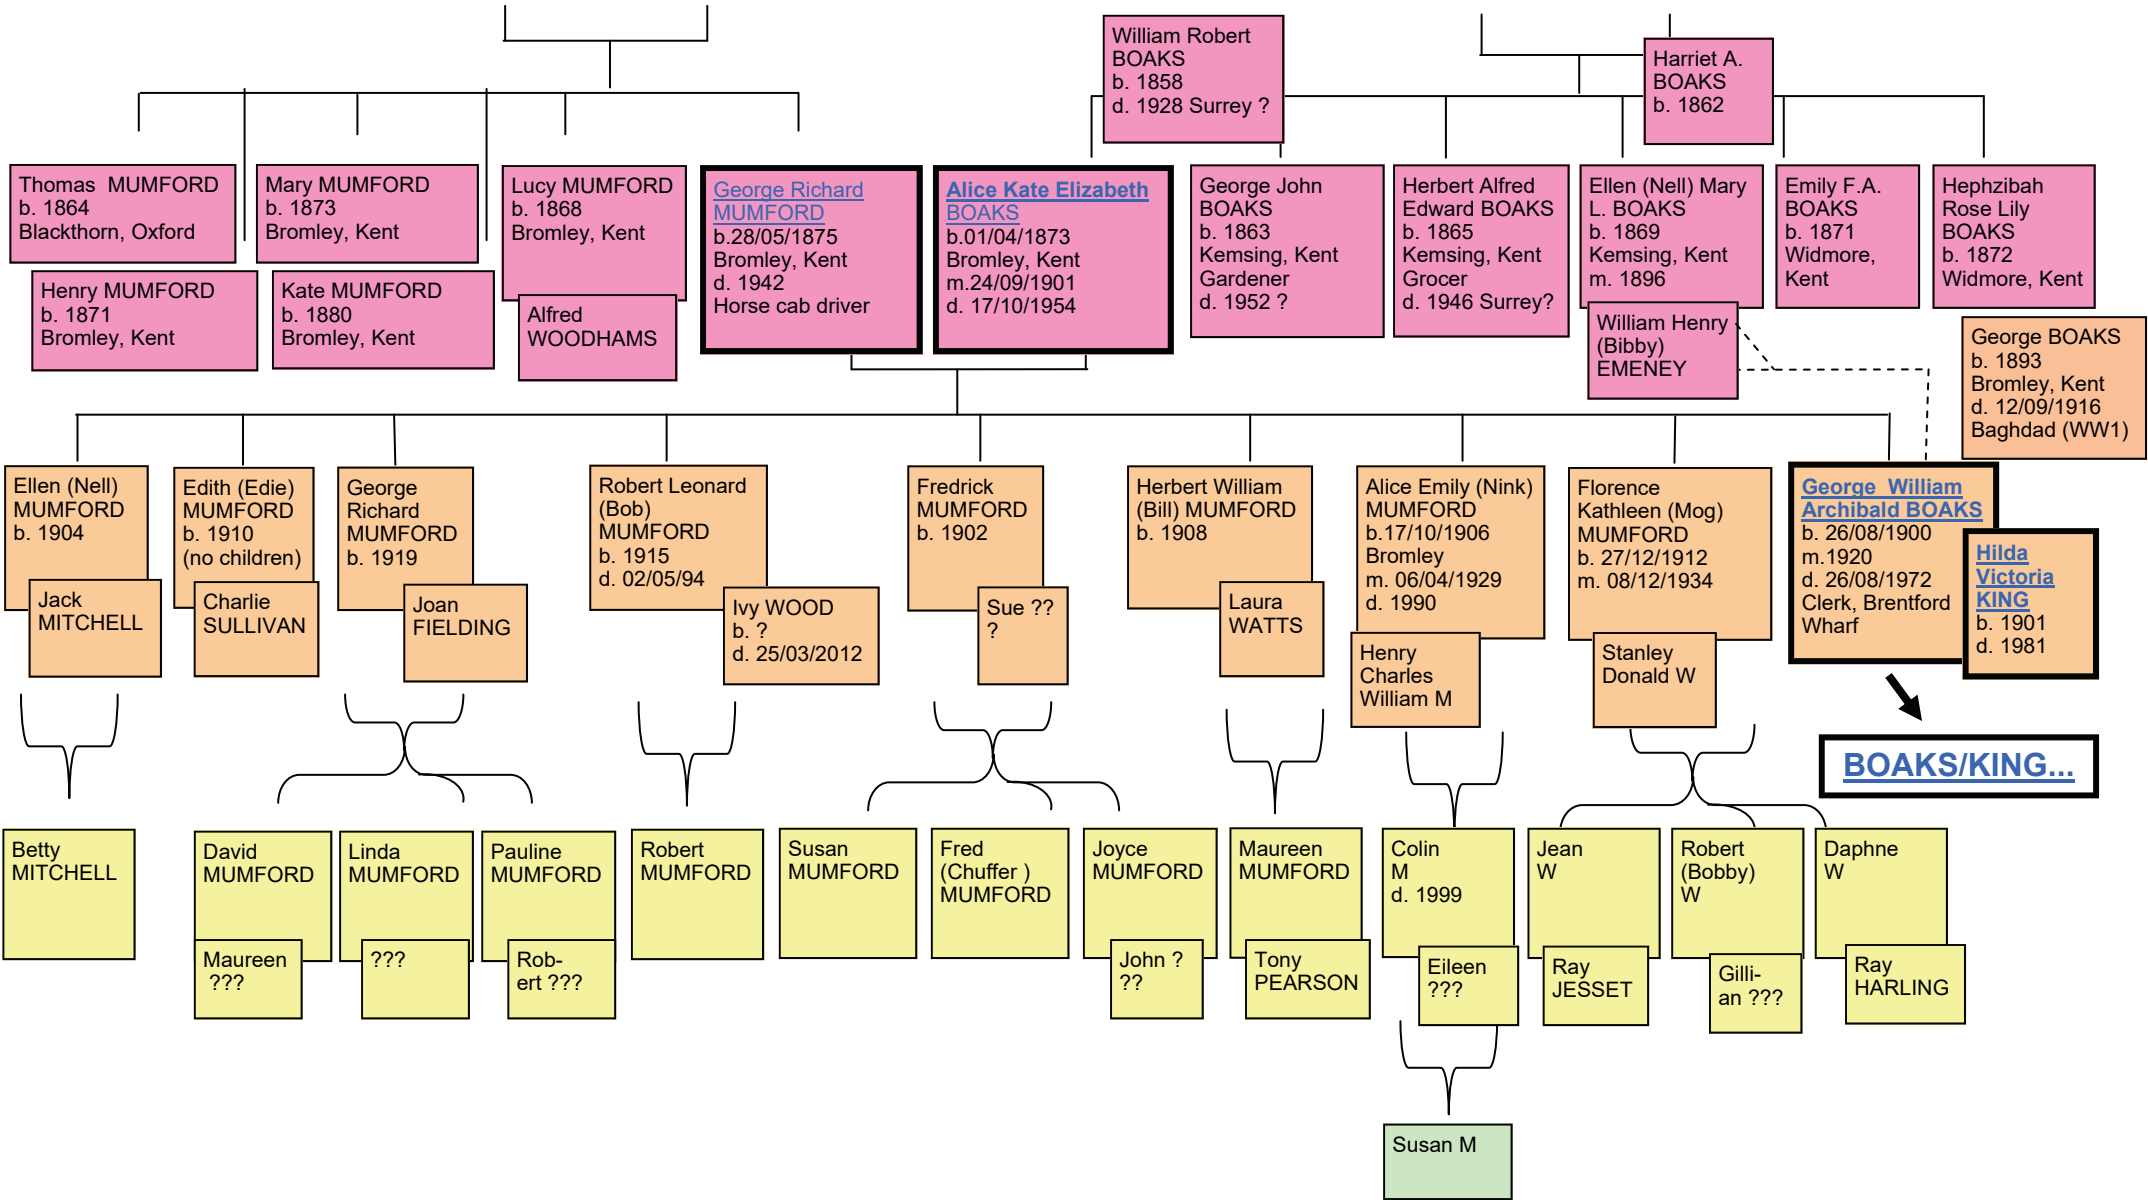 William Robert
BOAKS
b. 1858
d. 1928 Surrey ?
Harriet A.
BOAKS
b. 1862
Thomas  MUMFORD
b. 1864
Blackthorn, Oxford
Henry MUMFORD
b. 1871
Bromley, Kent
Mary MUMFORD
b. 1873
Bromley, Kent
Kate MUMFORD
b. 1880
Bromley, Kent
Lucy MUMFORD
b. 1868
Bromley, Kent
Alfred
WOODHAMS
George Richard
MUMFORD
b.28/05/1875
Bromley, Kent
d. 1942
Horse cab driver
Alice Kate Elizabeth
BOAKS
b.01/04/1873
Bromley, Kent
m.24/09/1901
d. 17/10/1954
George John
BOAKS
b. 1863
Kemsing, Kent
Gardener
d. 1952 ?
Herbert Alfred
Edward BOAKS
b. 1865
Kemsing, Kent
Grocer
d. 1946 Surrey?
Ellen (Nell) Mary
L. BOAKS
b. 1869
Kemsing, Kent
m. 1896
William Henry
(Bibby)
EMENEY
Emily F.A.
BOAKS
b. 1871
Widmore,
Kent
Hephzibah
Rose Lily
BOAKS
b. 1872
Widmore, Kent
George BOAKS
b. 1893
Bromley, Kent
d. 12/09/1916
Baghdad (WW1)
Ellen (Nell)
MUMFORD
b. 1904
Jack
MITCHELL
Edith (Edie)
MUMFORD
b. 1910
(no children)
Charlie
SULLIVAN
George
Richard
MUMFORD
b. 1919
Joan
FIELDING
Robert Leonard
(Bob)
MUMFORD
b. 1915
d. 02/05/94
Ivy WOOD
b. ?
d. 25/03/2012
Fredrick
MUMFORD
b. 1902
Sue ??
?
Herbert William
(Bill) MUMFORD
b. 1908
Laura
WATTS
Alice Emily (Nink)
MUMFORD
b.17/10/1906
Bromley
m. 06/04/1929
d. 1990
Henry
Charles
William M
Florence
Kathleen (Mog)
MUMFORD
b. 27/12/1912
m. 08/12/1934
Stanley
Donald W
George  William
Archibald BOAKS
b. 26/08/1900
m.1920
d. 26/08/1972
Clerk, Brentford
Wharf
Hilda
Victoria
KING
b. 1901
d. 1981
BOAKS/KING...
Betty
MITCHELL
David
MUMFORD
Maureen
???
Linda
MUMFORD
???
Pauline
MUMFORD
Rob-
ert ???
Robert
MUMFORD
Susan
MUMFORD
Fred
(Chuffer )
MUMFORD
Joyce
MUMFORD
John ?
??
Maureen
MUMFORD
Tony
PEARSON
Colin
M
d. 1999
Eileen
???
Jean
W
Ray
JESSET
Robert
(Bobby)
W
Gilli-
an ???
Daphne
W
Ray
HARLING
Susan M